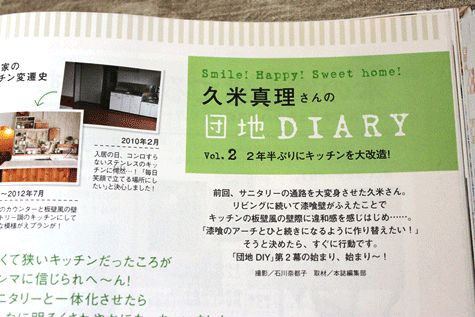 家の
チン変遷史
2010年2月
入居の日、コンロすら
ないステンレスのキッ
チンに愕然…!「毎日
笑顔で立てる場所にし
たい」と決心しました!
〜2012年7月
のカウンターと板壁風の壁
トリー調のキッチンにして
な模様がえプランが!
くて狭いキッチンだったころが
ンマに信じられへ〜ん!
ニタリーと一体化させたら
Smile! Happy! Sweet home!
久米真理さんの
団地DIARY
Vol.2 2年半ぶりにキッチンを大改造!
前回、サニタリーの通路を大変身させた久米さん。
リビングに続いて漆喰壁がふえたことで
キッチンの板壁風の壁際に違和感を感じはじめ……。
「漆喰のアーチとひと続きになるように作り替えたい!」
そうと決めたら、すぐに行動です。
「団地DIY」第2幕の始まり、始まり〜!
撮影/石川奈都子 取材/本誌編集部